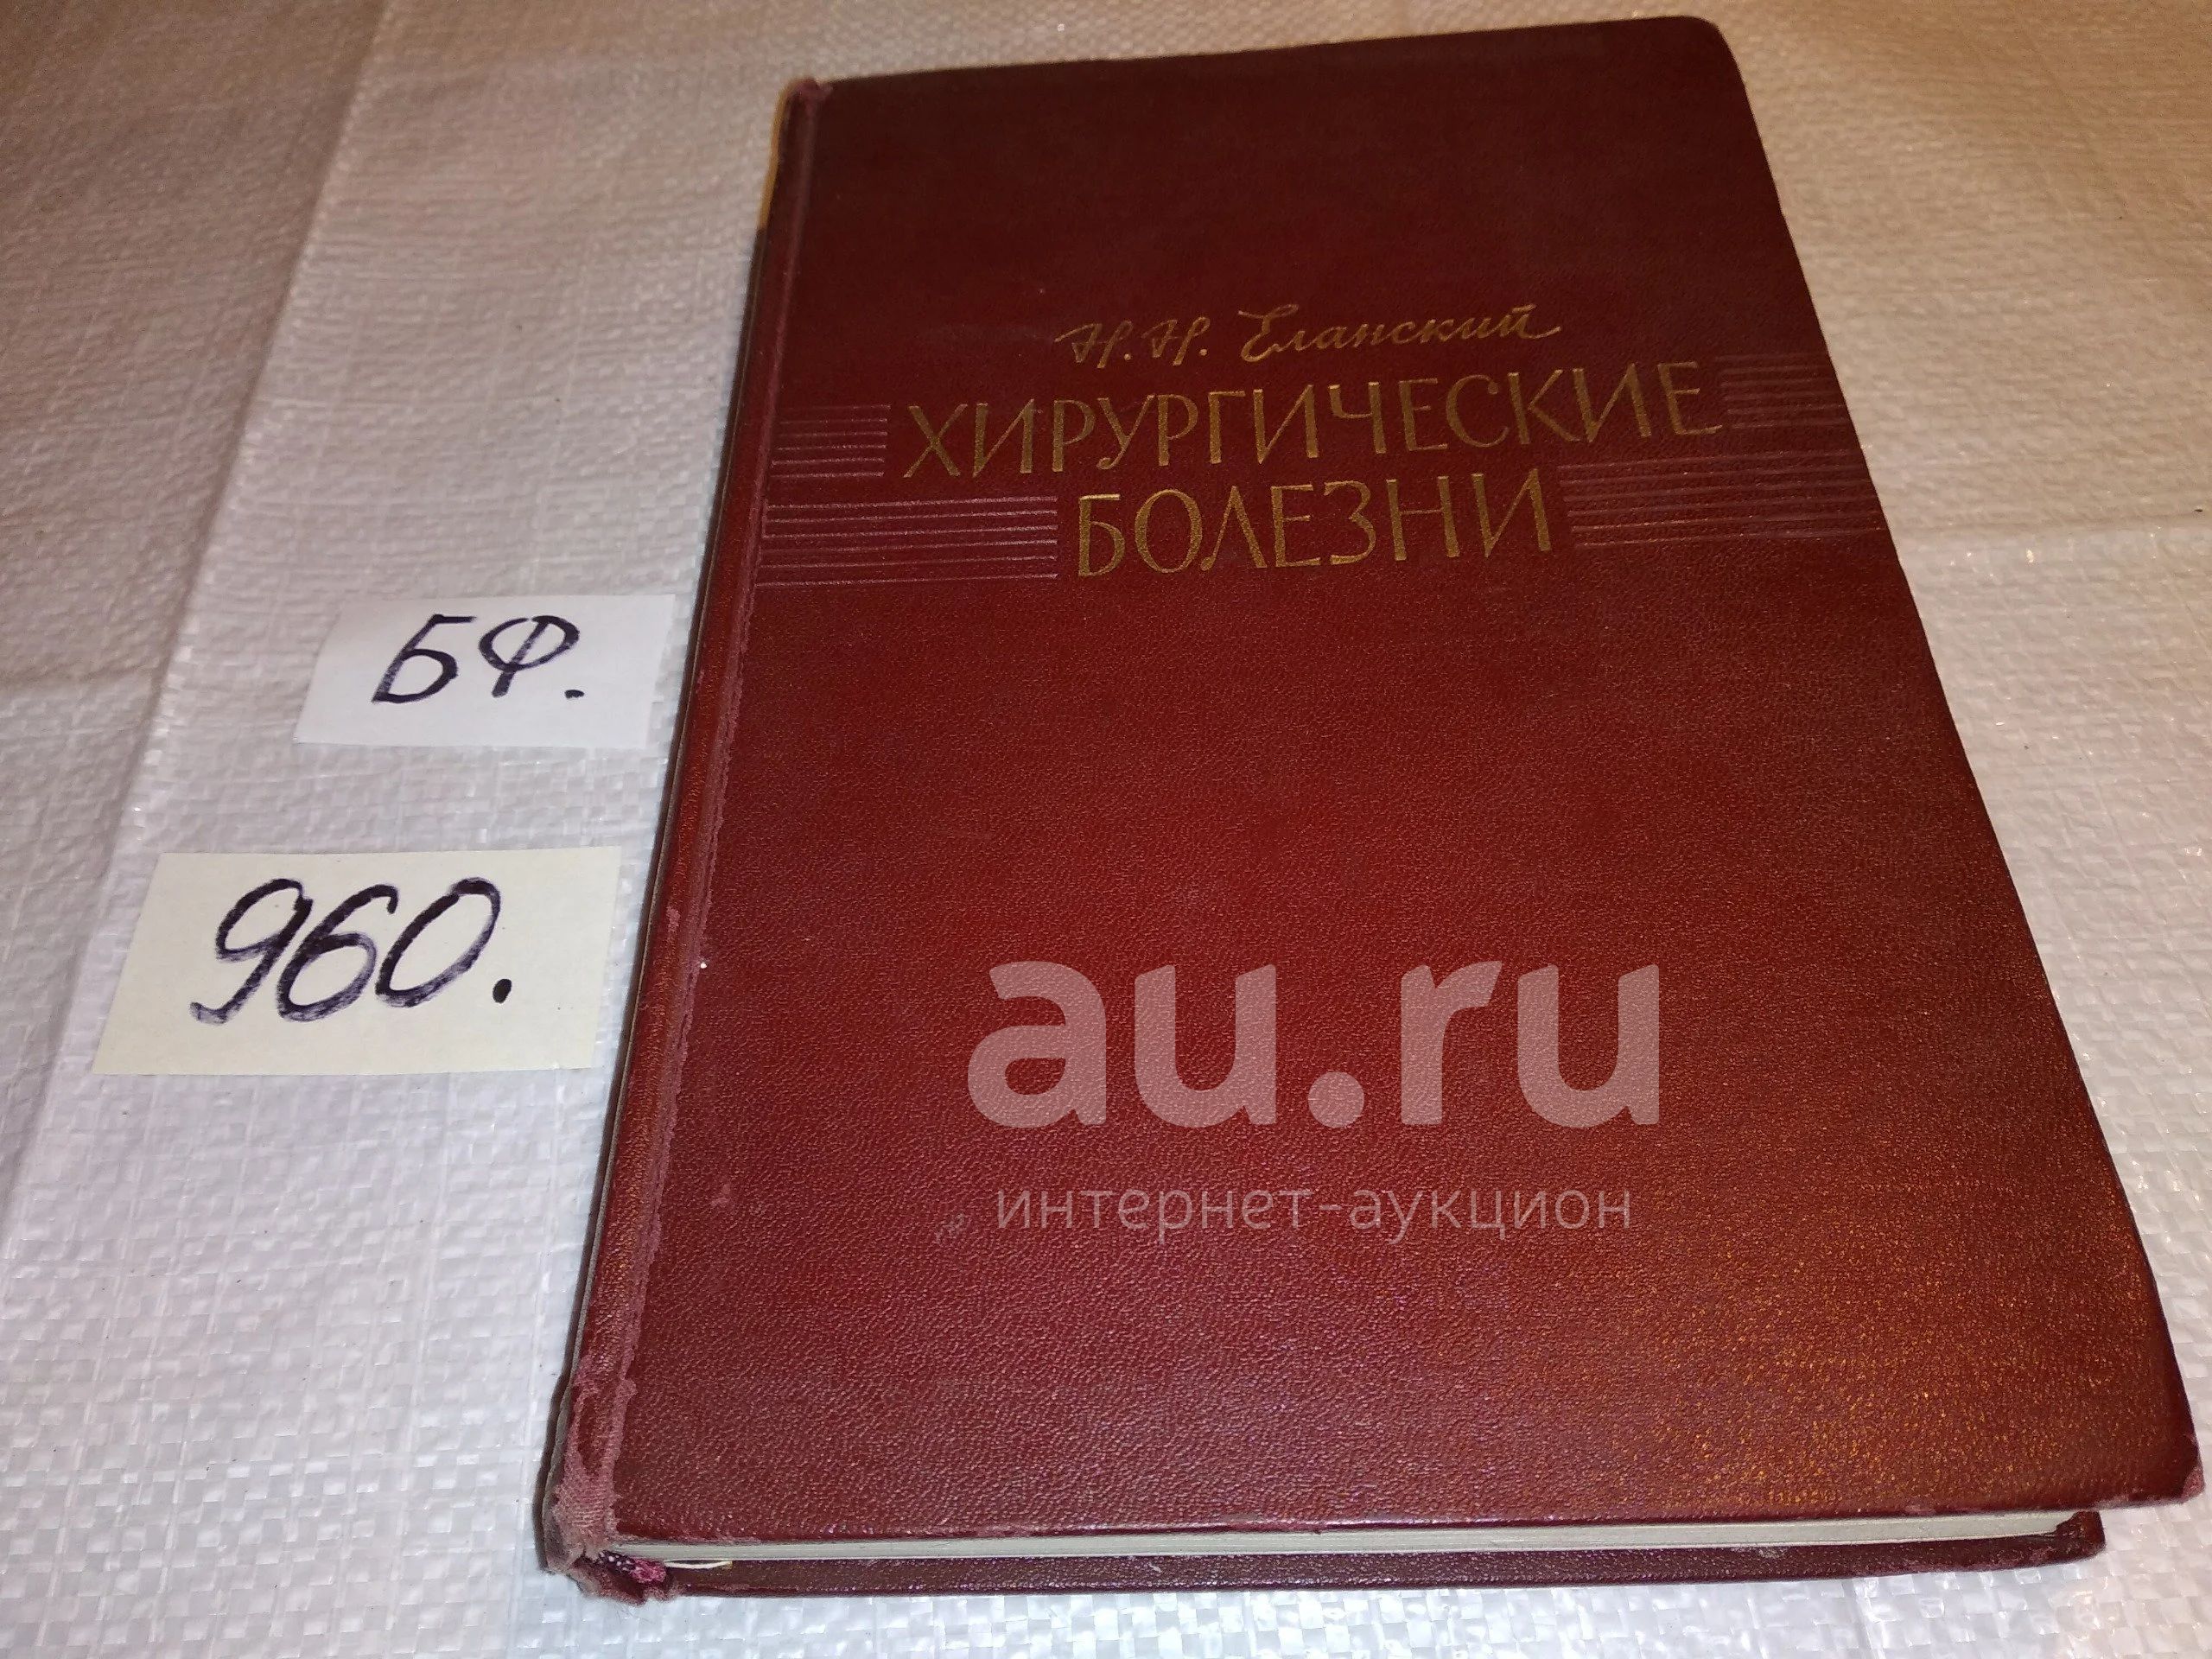 Н. Н. Еланский
ХИРУРГИЧЕСКИЕ
БОЛЕЗНИ
БФ.
960.
au.ru
интернет-аукцион